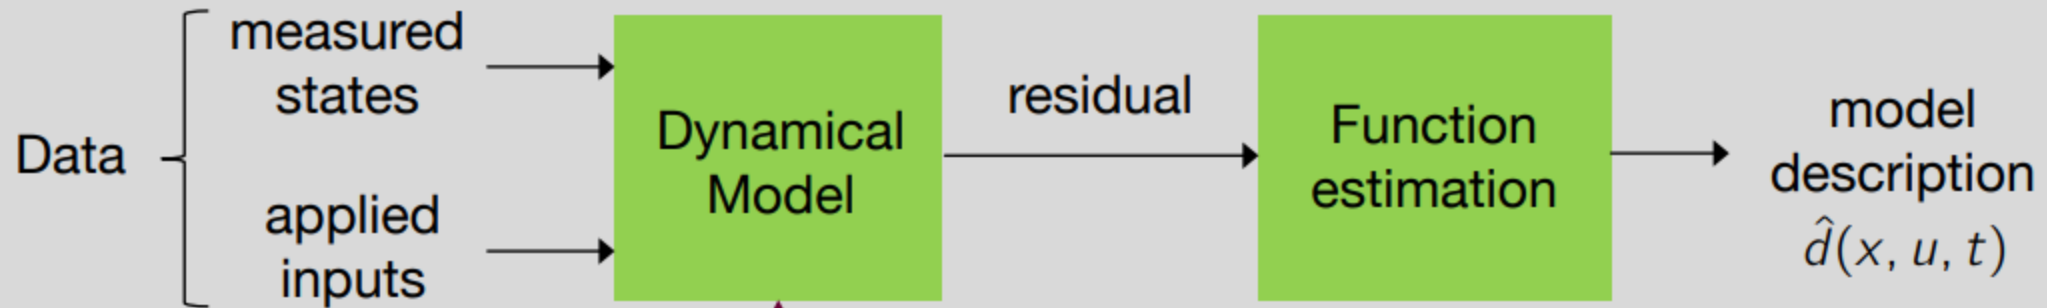 Data
measured
states
applied
inputs
Dynamical
Model
residual
Function
estimation
model
description
d̂(x, u, t)